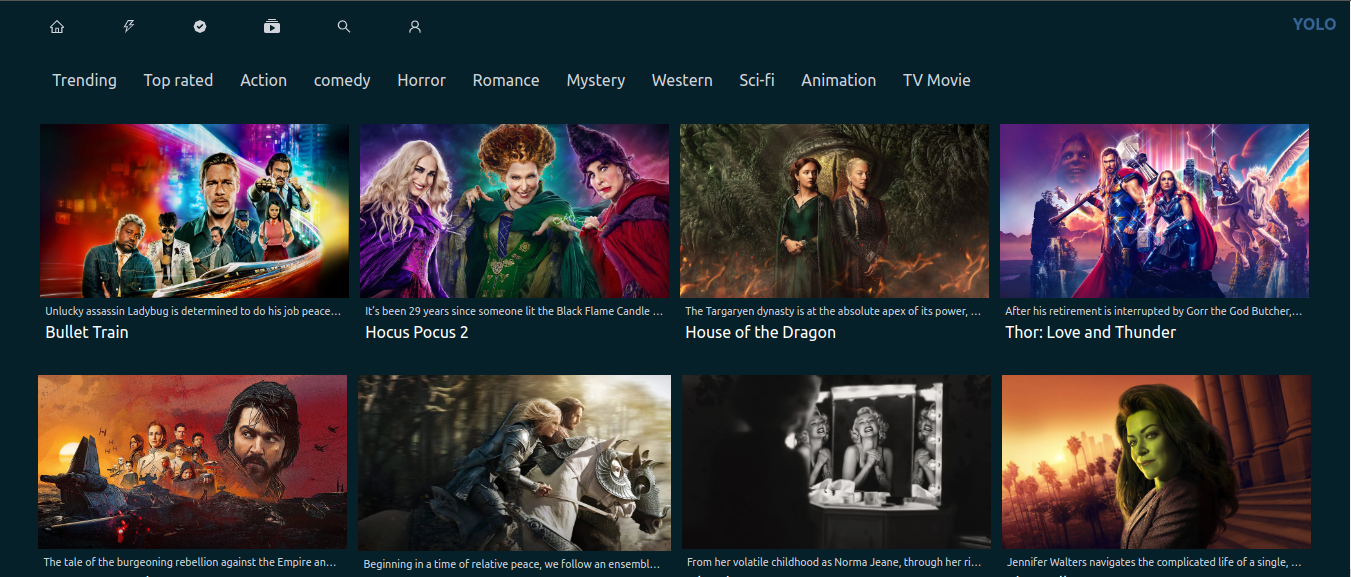 YOLO
Trending Top rated Action comedy Horror Romance Mystery Western Sci-fi Animation TV Movie
Unlucky assassin Ladybug is determined to do his job peace...
Bullet Train
It's been 29 years since someone lit the Black Flame Candle ...
Hocus Pocus 2
The Targaryen dynasty is at the absolute apex of its power, ...
House of the Dragon
After his retirement is interrupted by Gorr the God Butcher,...
Thor: Love and Thunder
The tale of the burgeoning rebellion against the Empire an...
Beginning in a time of relative peace, we follow an ensembl...
From her volatile childhood as Norma Jeane, through her ri...
Jennifer Walters navigates the complicated life of a single, ...